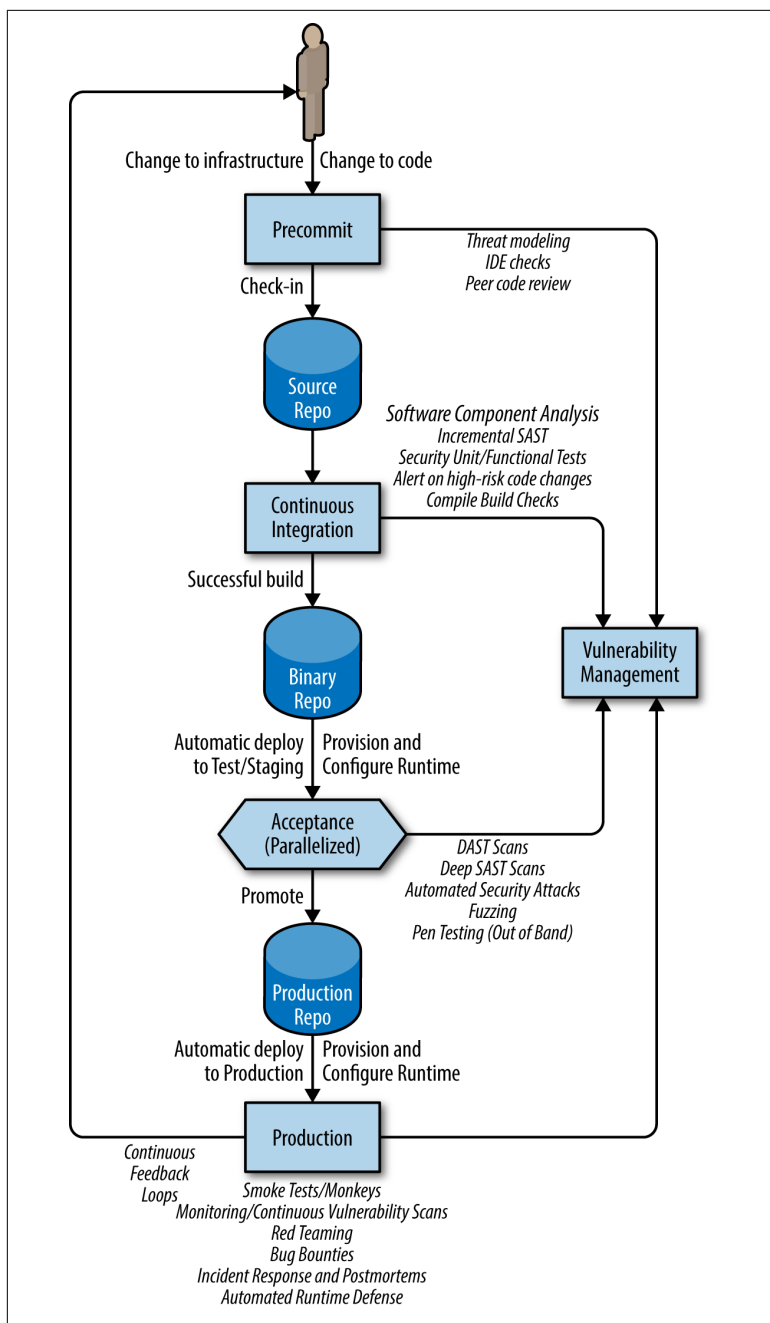 Change to infrastructure
Change to code
Precommit
Threat modeling
IDE checks
Peer code review
Check-in
Source
Repo
Software Component Analysis
Incremental SAST
Security Unit/Functional Tests
Alert on high-risk code changes
Compile Build Checks
Continuous
Integration
Successful build
Binary
Repo
Vulnerability
Management
Automatic deploy
to Test/Staging
Provision and
Configure Runtime
Acceptance
(Parallelized)
DAST Scans
Deep SAST Scans
Automated Security Attacks
Fuzzing
Pen Testing (Out of Band)
Promote
Production
Repo
Automatic deploy
to Production
Provision and
Configure Runtime
Production
Continuous
Feedback
Loops
Smoke Tests/Monkeys
Monitoring/Continuous Vulnerability Scans
Red Teaming
Bug Bounties
Incident Response and Postmortems
Automated Runtime Defense